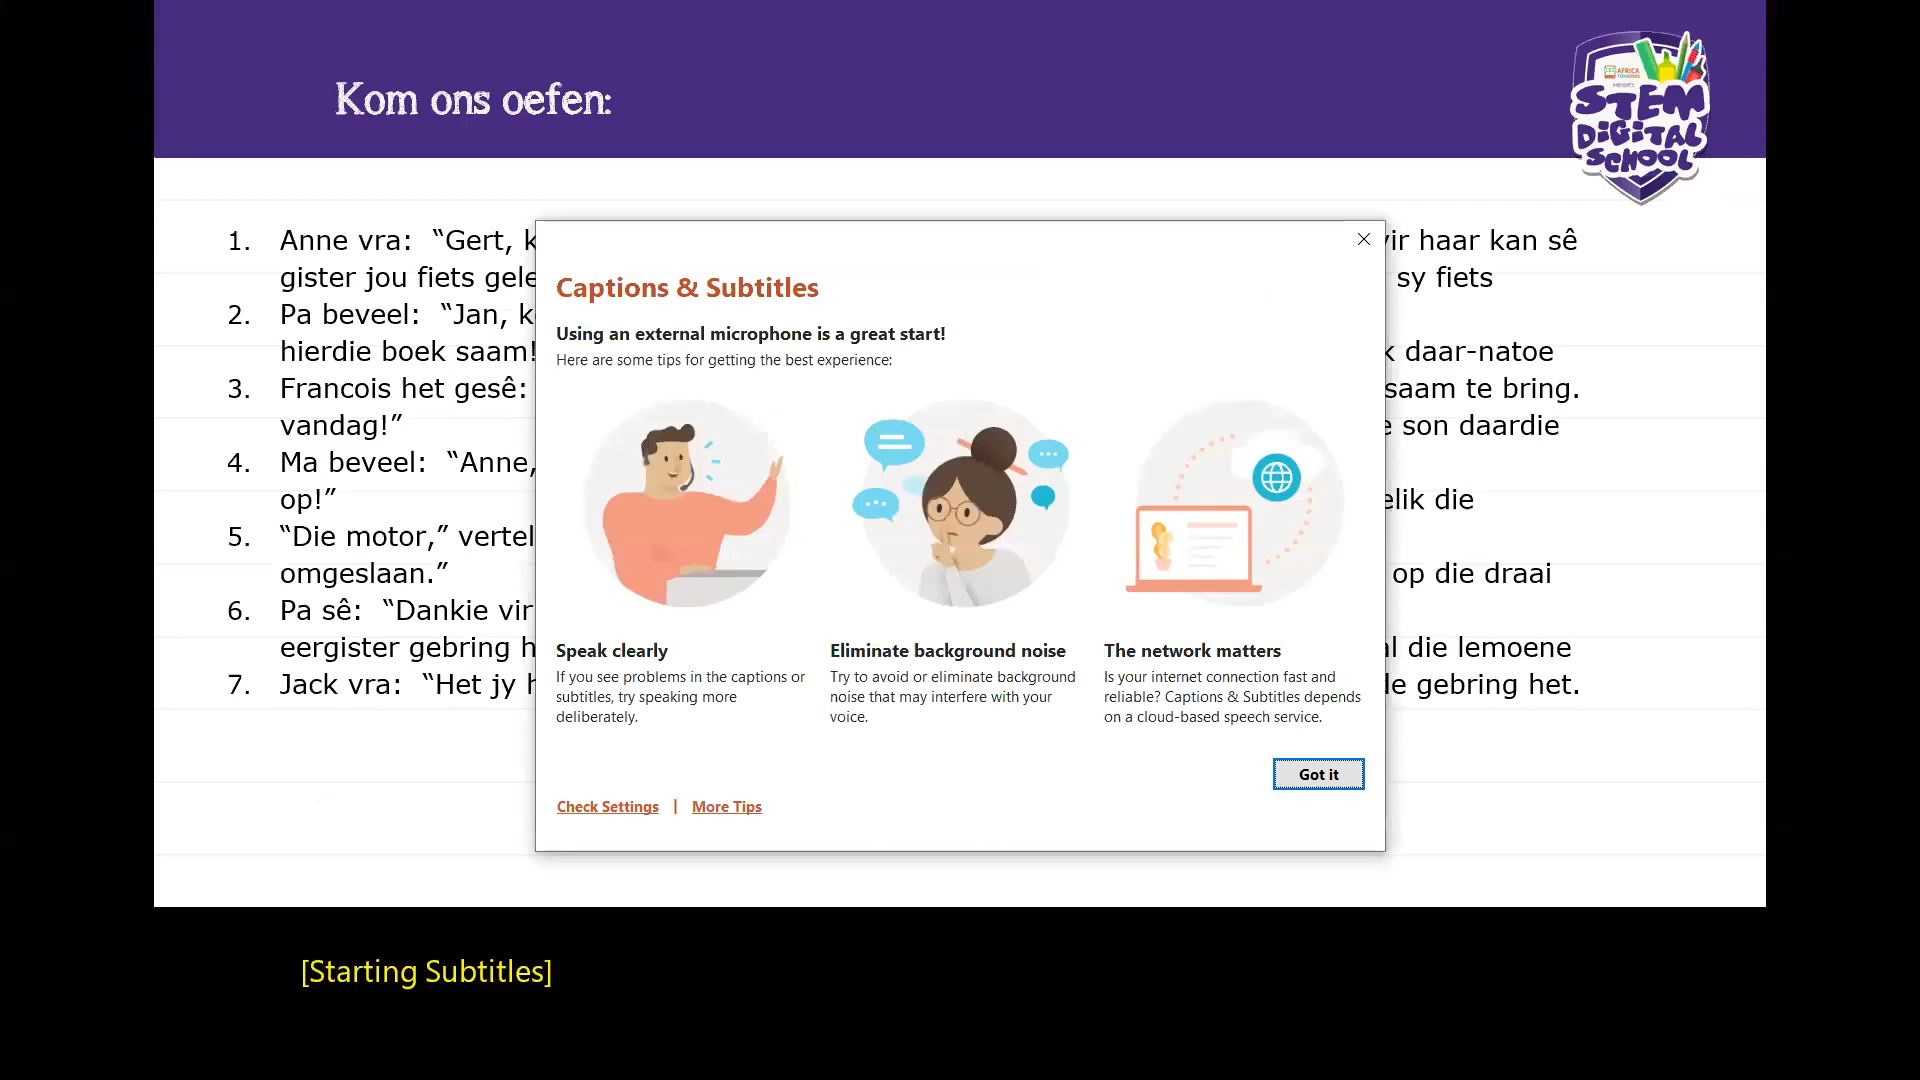 Kom ons oefen:
AFRICA
TEEN GEEKS
PRESENTS
STEM
DIGITAL
SCHOOL
1. Anne vra: “Gert,
gister jou fiets
2. Pa beveel: “Jan,
hierdie boek saam!
3. Francois het gesê:
vandag!”
4. Ma beveel: “Anne,
op!”
5. “Die motor,”
omgeslaan.”
6. Pa sê: “Dankie vir
eergister gebring
7. Jack vra: “Het jy
haar kan sê
sy fiets
daar-natoe
saam te bring.
son daardie
die
op die draai
die lemoene
gebring het.
Captions & Subtitles
Using an external microphone is a great start!
Here are some tips for getting the best experience:
Speak clearly
If you see problems in the captions or
subtitles, try speaking more
deliberately.
Eliminate background noise
Try to avoid or eliminate background
noise that may interfere with your
voice.
The network matters
Is your internet connection fast and
reliable? Captions & Subtitles depends
on a cloud-based speech service.
Got it
Check Settings | More Tips
[Starting Subtitles]